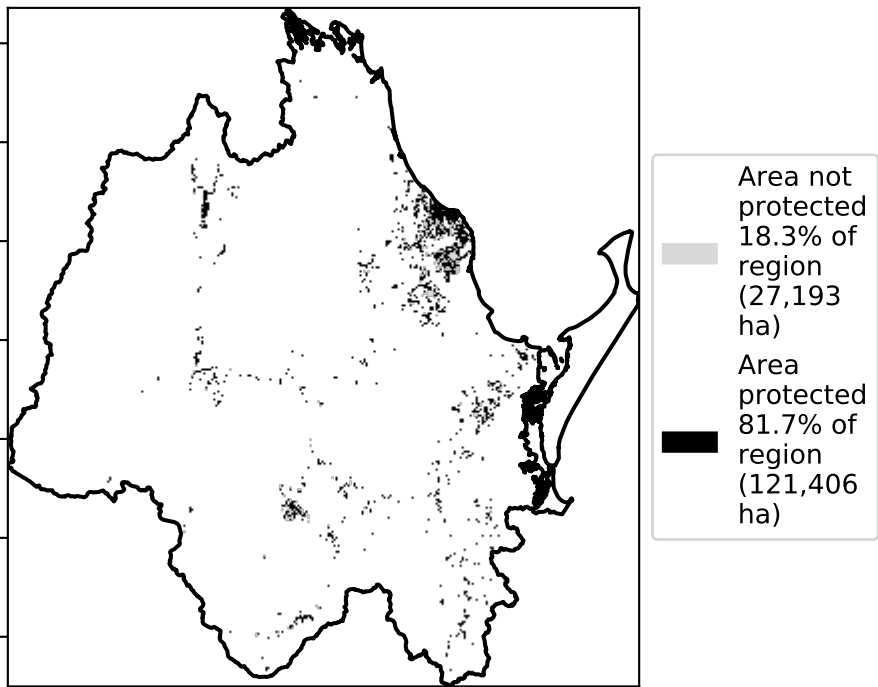 Area not
protected
18.3% of
region
(27,193
ha)
Area
protected
81.7% of
region
(121,406
ha)